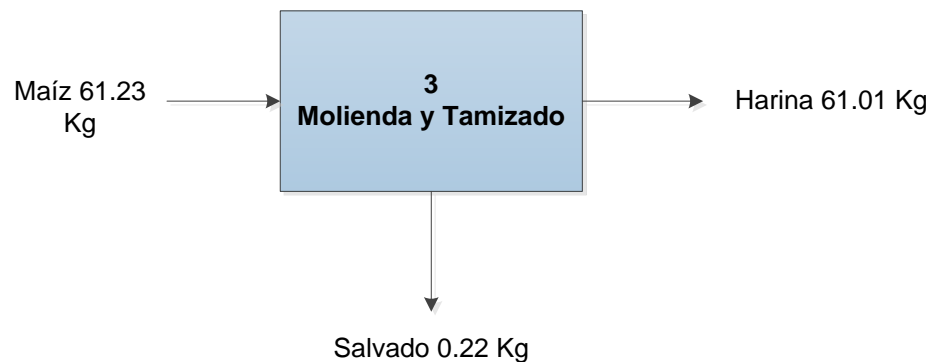 Maíz 61.23
Kg
3
Molienda y Tamizado
Harina 61.01 Kg
Salvado 0.22 Kg